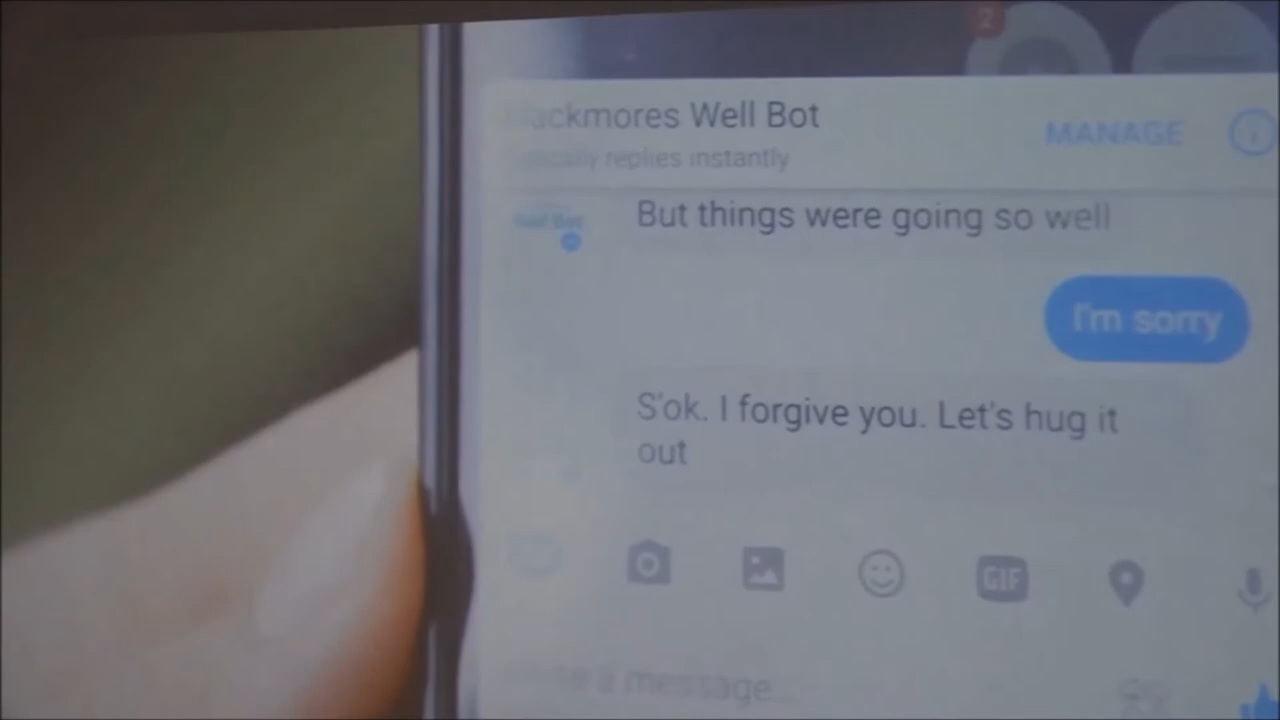 2
ackmores Well Bot
MANAGE
replies instantly
But things were going so well
I'm sorry
S'ok. I forgive you. Let's hug it
out
GIF
a message...